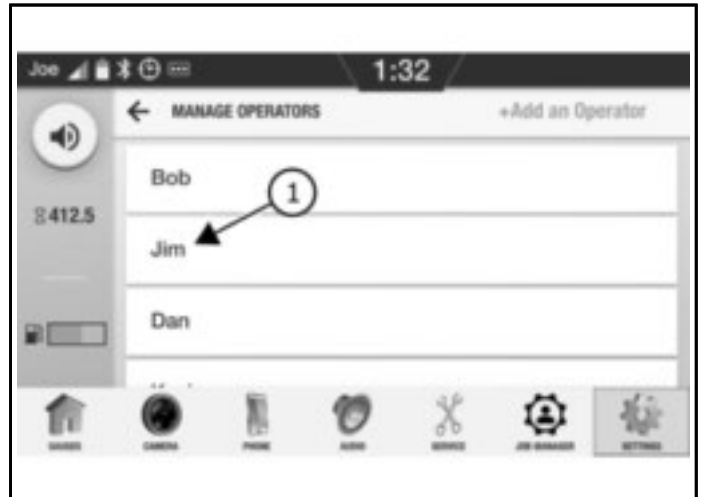 Joe 1:32
MANAGE OPERATORS +Add an Operator
Bob
1
412.5
Jim
Dan
GAUGES CAMERA PHONE AUDIO SERVICE JOB MANAGER SETTINGS